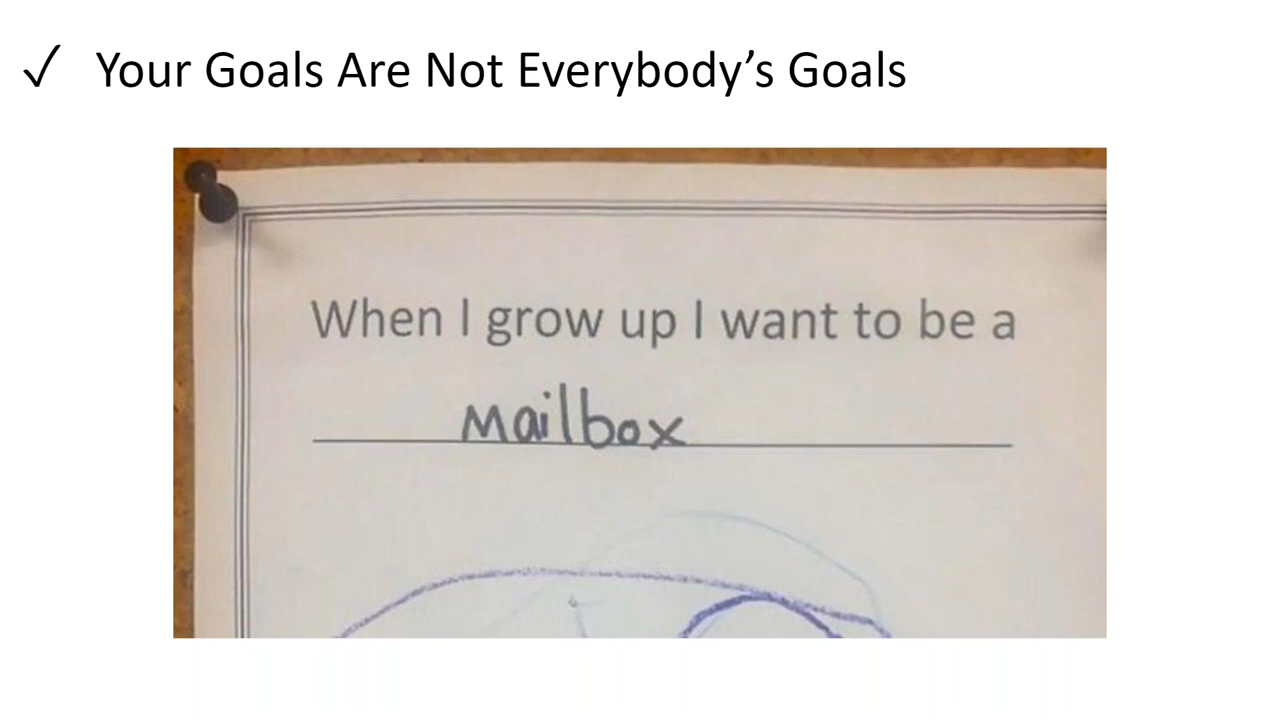 ✓ Your Goals Are Not Everybody’s Goals
When I grow up I want to be a
Mailbox